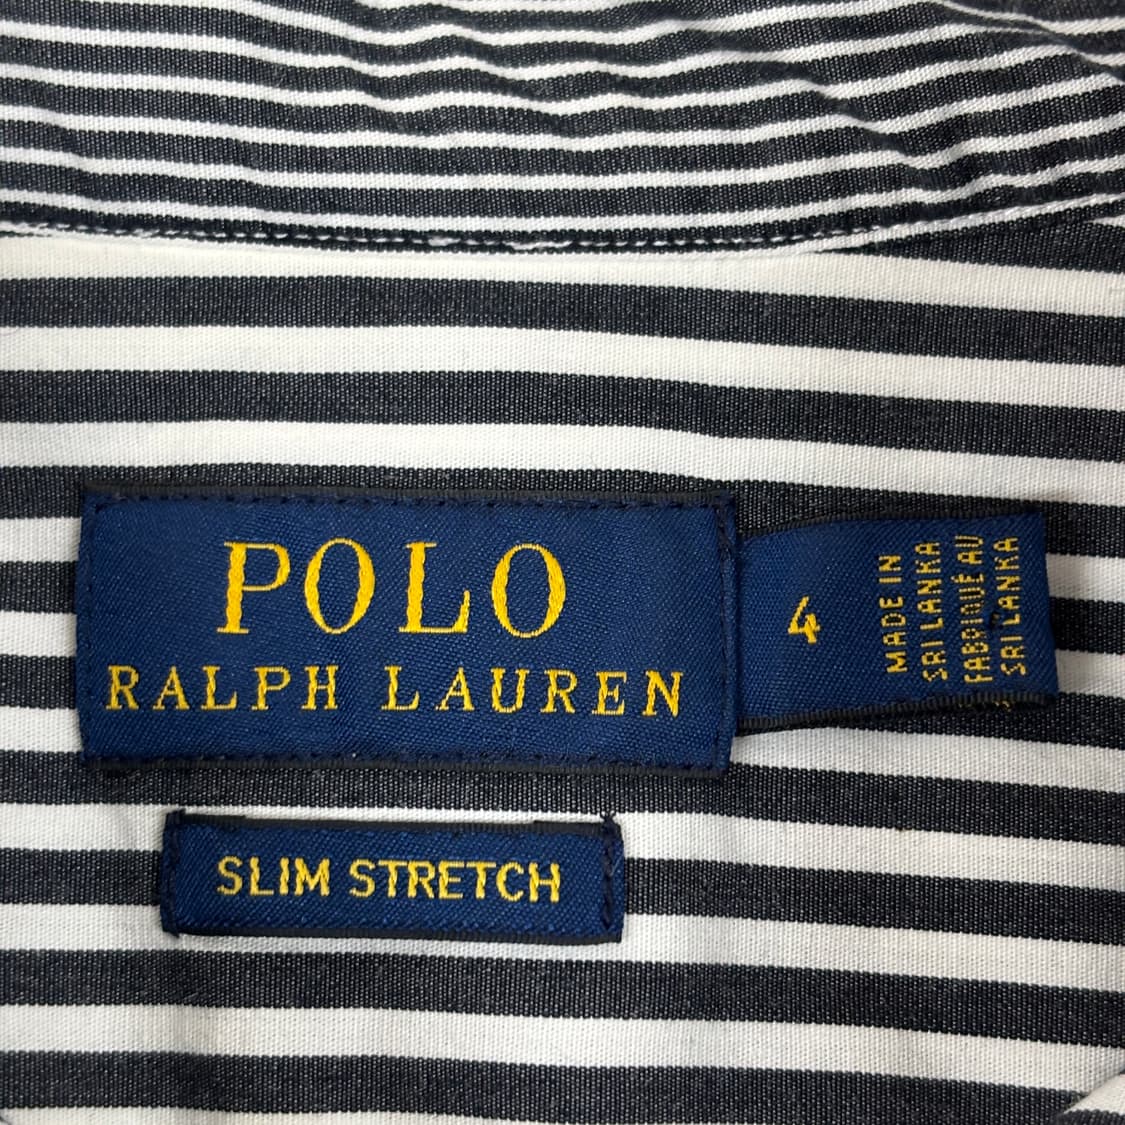 POLO
RALPH LAUREN
4
MADE IN
SRI LANKA
FABRIQUÉ AU
SRI LANKA
SLIM STRETCH